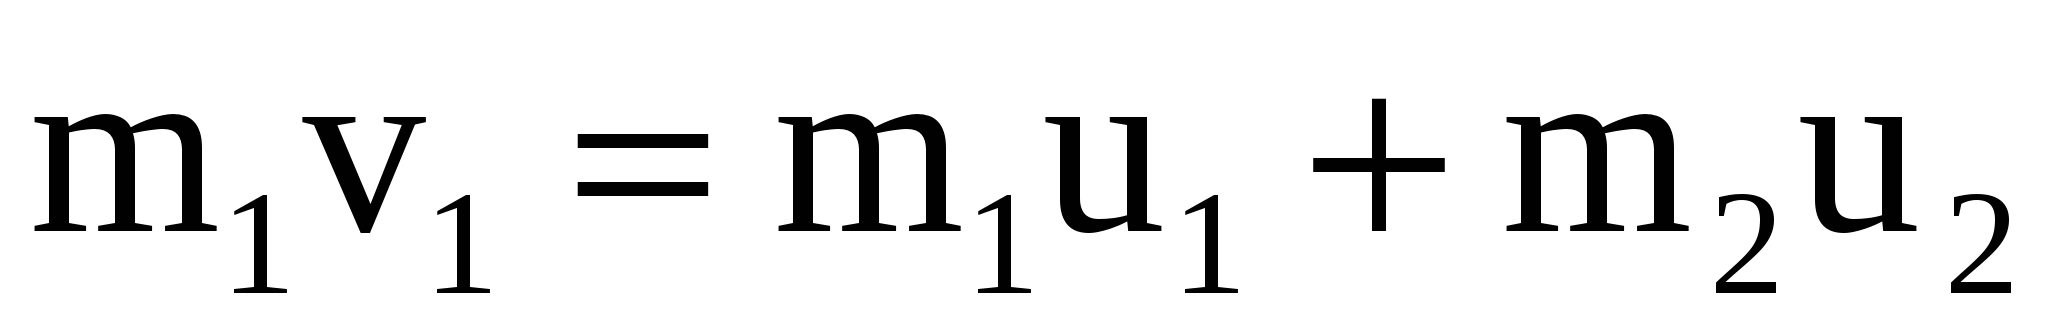 m₁v₁ = m₁u₁ + m₂u₂